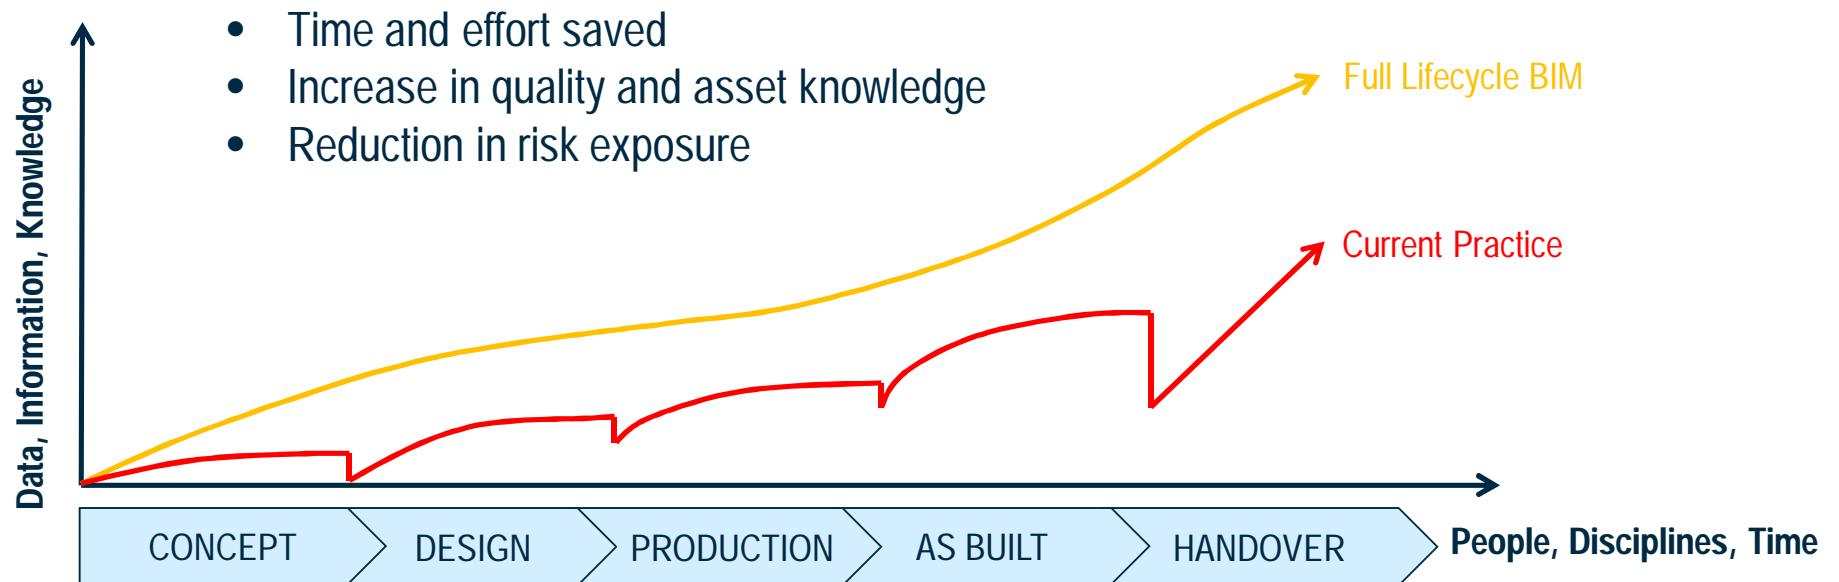 • Time and effort saved
• Increase in quality and asset knowledge
• Reduction in risk exposure
Full Lifecycle BIM
Current Practice
Data, Information, Knowledge
CONCEPT
DESIGN
PRODUCTION
AS BUILT
HANDOVER
People, Disciplines, Time